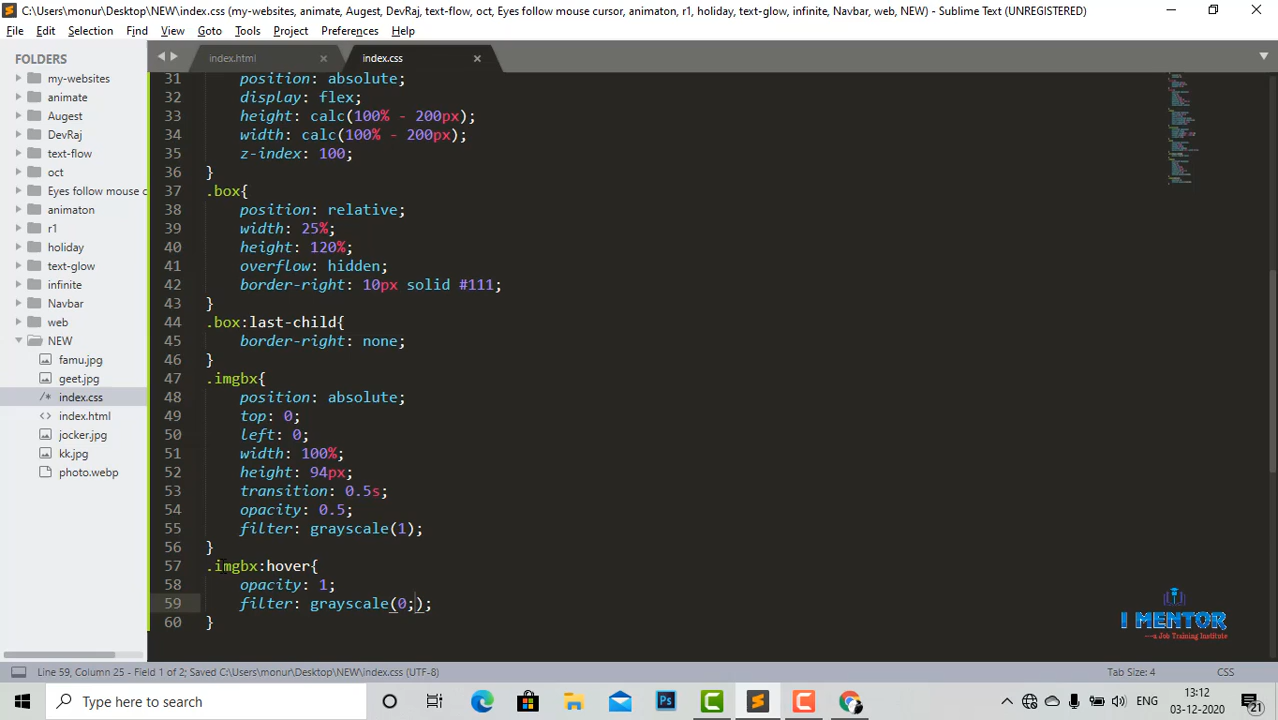 C:\Users\monur\Desktop\NEW\index.css (my-websites, animate, Augest, DevRaj, text-flow, oct, Eyes follow mouse cursor, animaton, r1, holiday, text-glow, infinite, Navbar, web, NEW) - Sublime Text (UNREGISTERED)
File Edit Selection Find View Goto Tools Project Preferences Help
FOLDERS
my-websites
animate
Augest
DevRaj
text-flow
oct
Eyes follow mouse c
animaton
r1
holiday
text-glow
infinite
Navbar
web
NEW
famu.jpg
geet.jpg
/* index.css
<> index.html
jocker.jpg
kk.jpg
photo.webp
index.html × index.css ×
31 position: absolute;
32 display: flex;
33 height: calc(100% - 200px);
34 width: calc(100% - 200px);
35 z-index: 100;
36 }
37 .box{
38 position: relative;
39 width: 25%;
40 height: 120%;
41 overflow: hidden;
42 border-right: 10px solid #111;
43 }
44 .box:last-child{
45 border-right: none;
46 }
47 .imgbx{
48 position: absolute;
49 top: 0;
50 left: 0;
51 width: 100%;
52 height: 94px;
53 transition: 0.5s;
54 opacity: 0.5;
55 filter: grayscale(1);
56 }
57 .imgbx:hover{
58 opacity: 1;
59 filter: grayscale(0;);
60 }
I MENTOR
a Job Training Institute
Line 59, Column 25 - Field 1 of 2; Saved C:\Users\monur\Desktop\NEW\index.css (UTF-8)
Tab Size: 4 CSS
Type here to search
Ps
ENG
13:12
03-12-2020
21